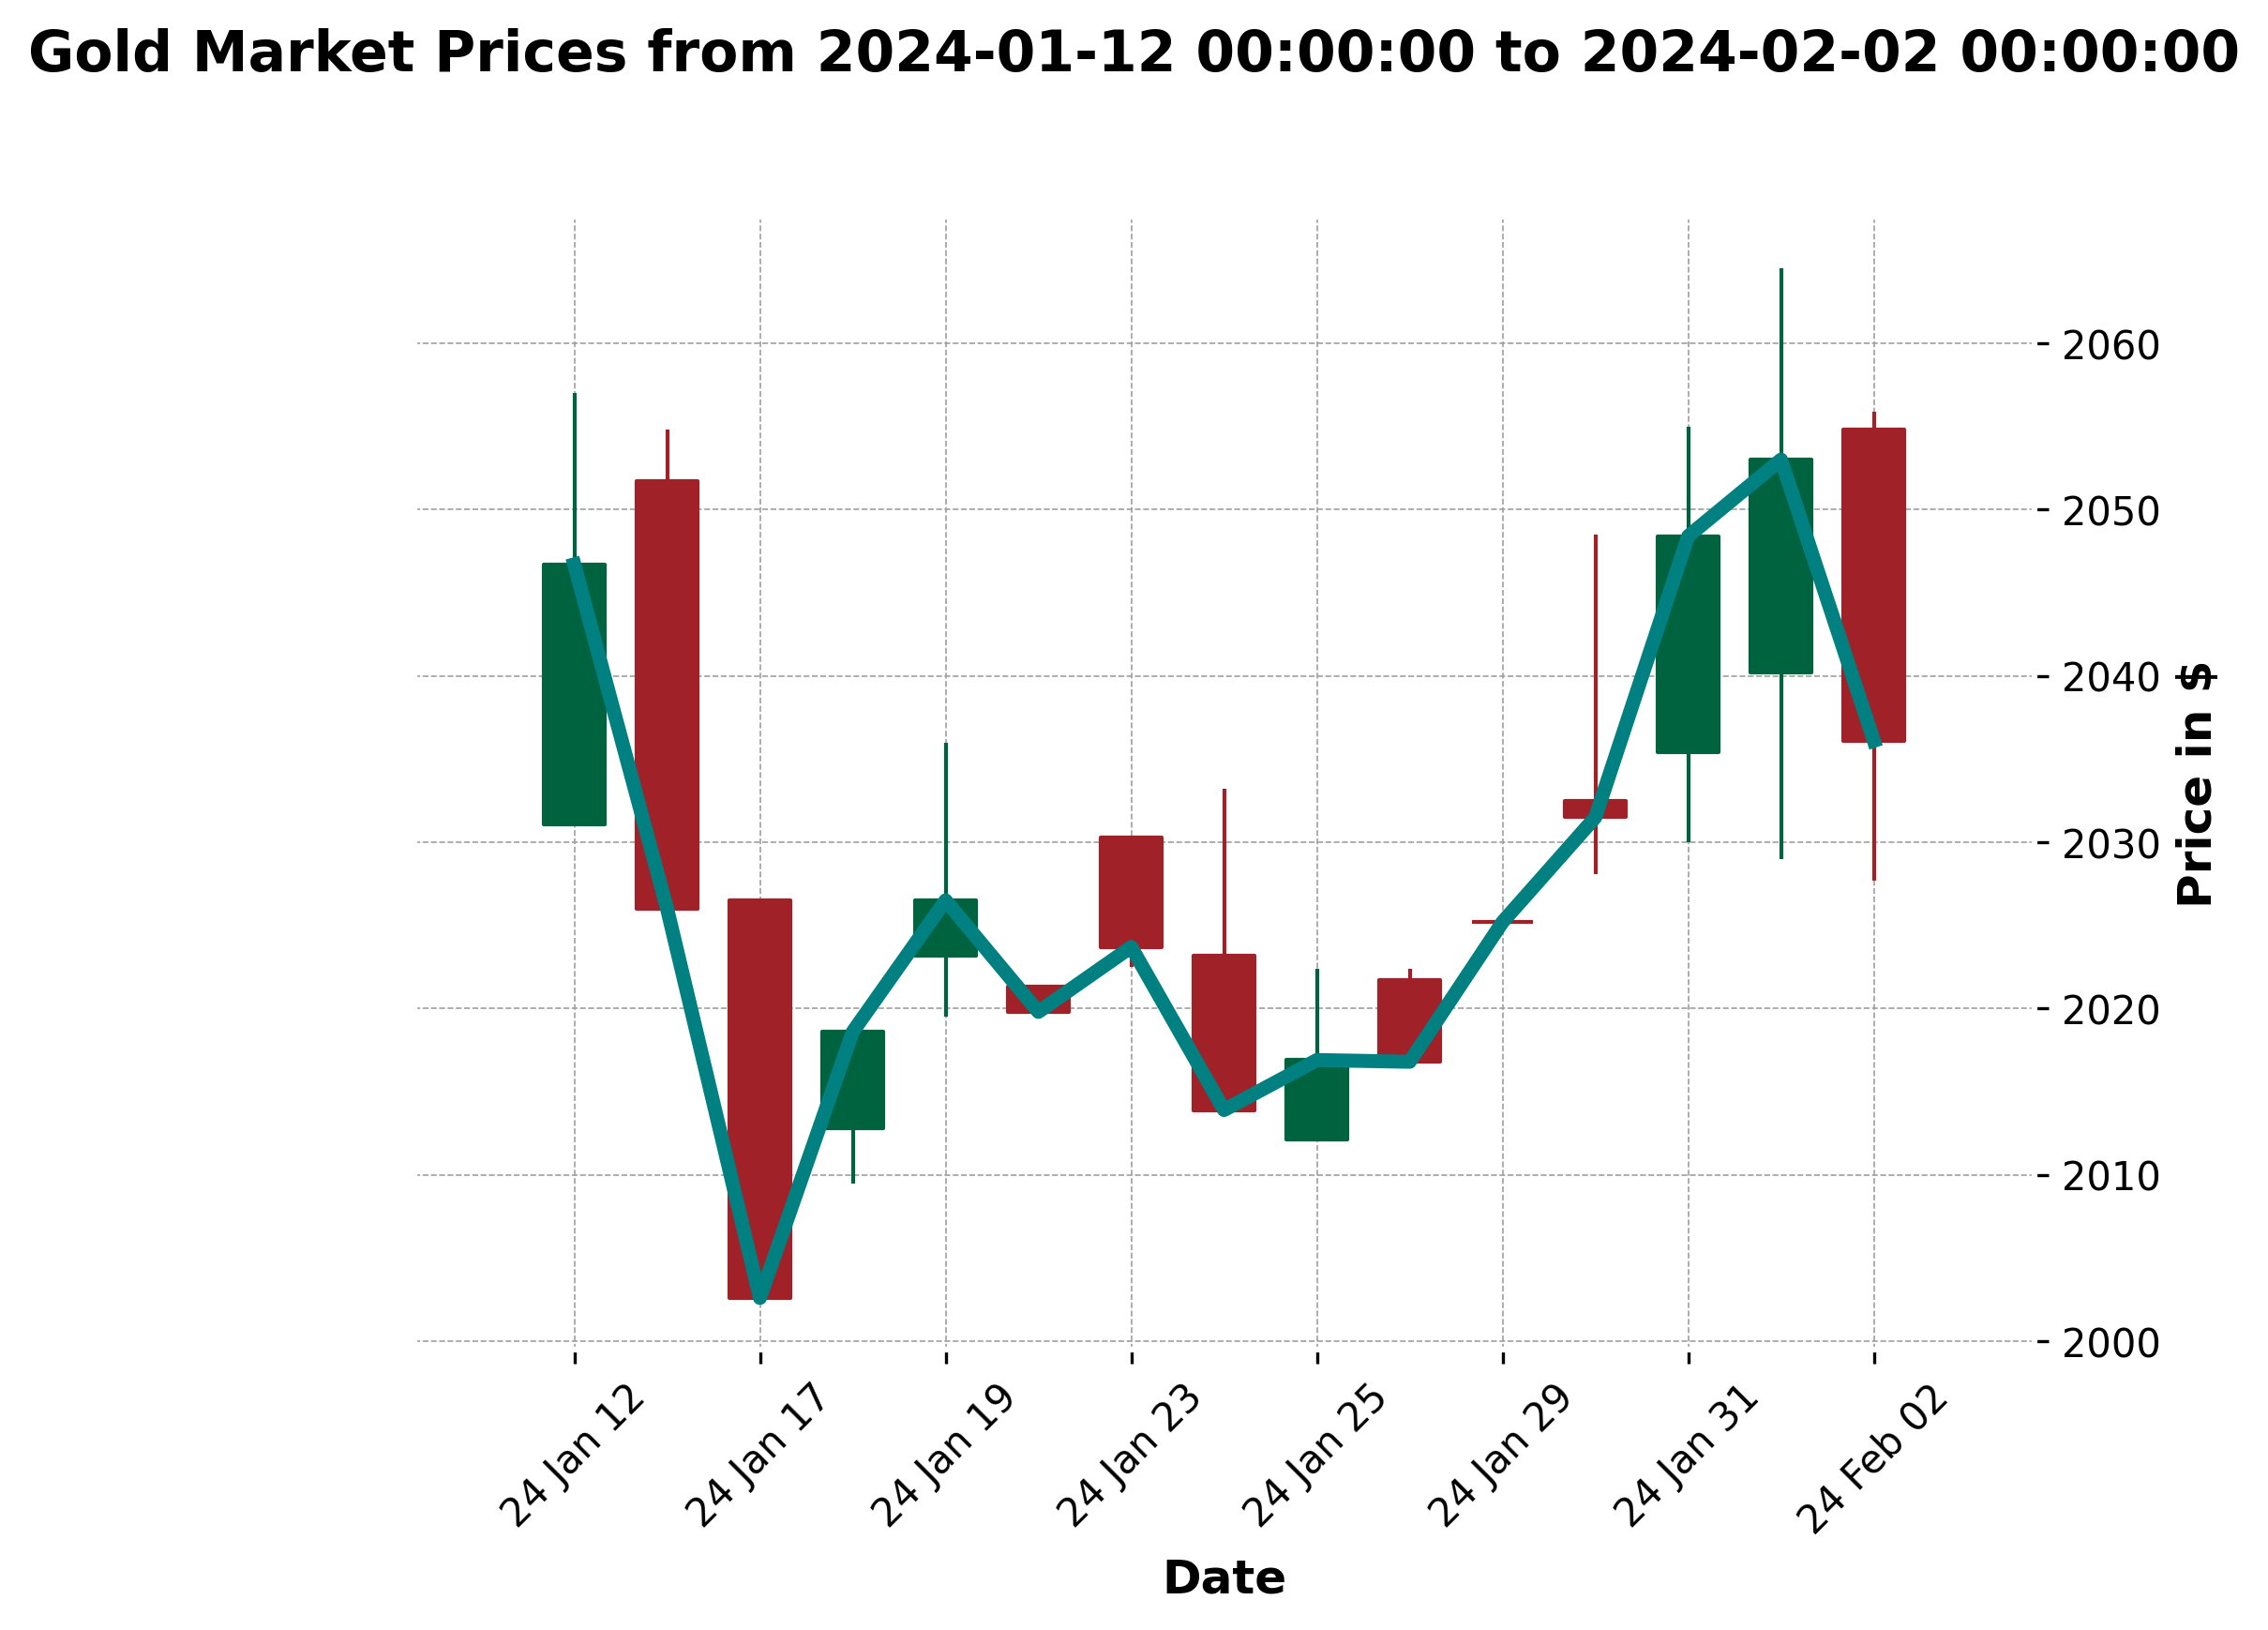 Gold Market Prices from 2024-01-12 00:00:00 to 2024-02-02 00:00:00
2060
2050
2040
2030
2020
2010
2000
Price in $
24 Jan 12
24 Jan 17
24 Jan 19
24 Jan 23
24 Jan 25
24 Jan 29
24 Jan 31
24 Feb 02
Date